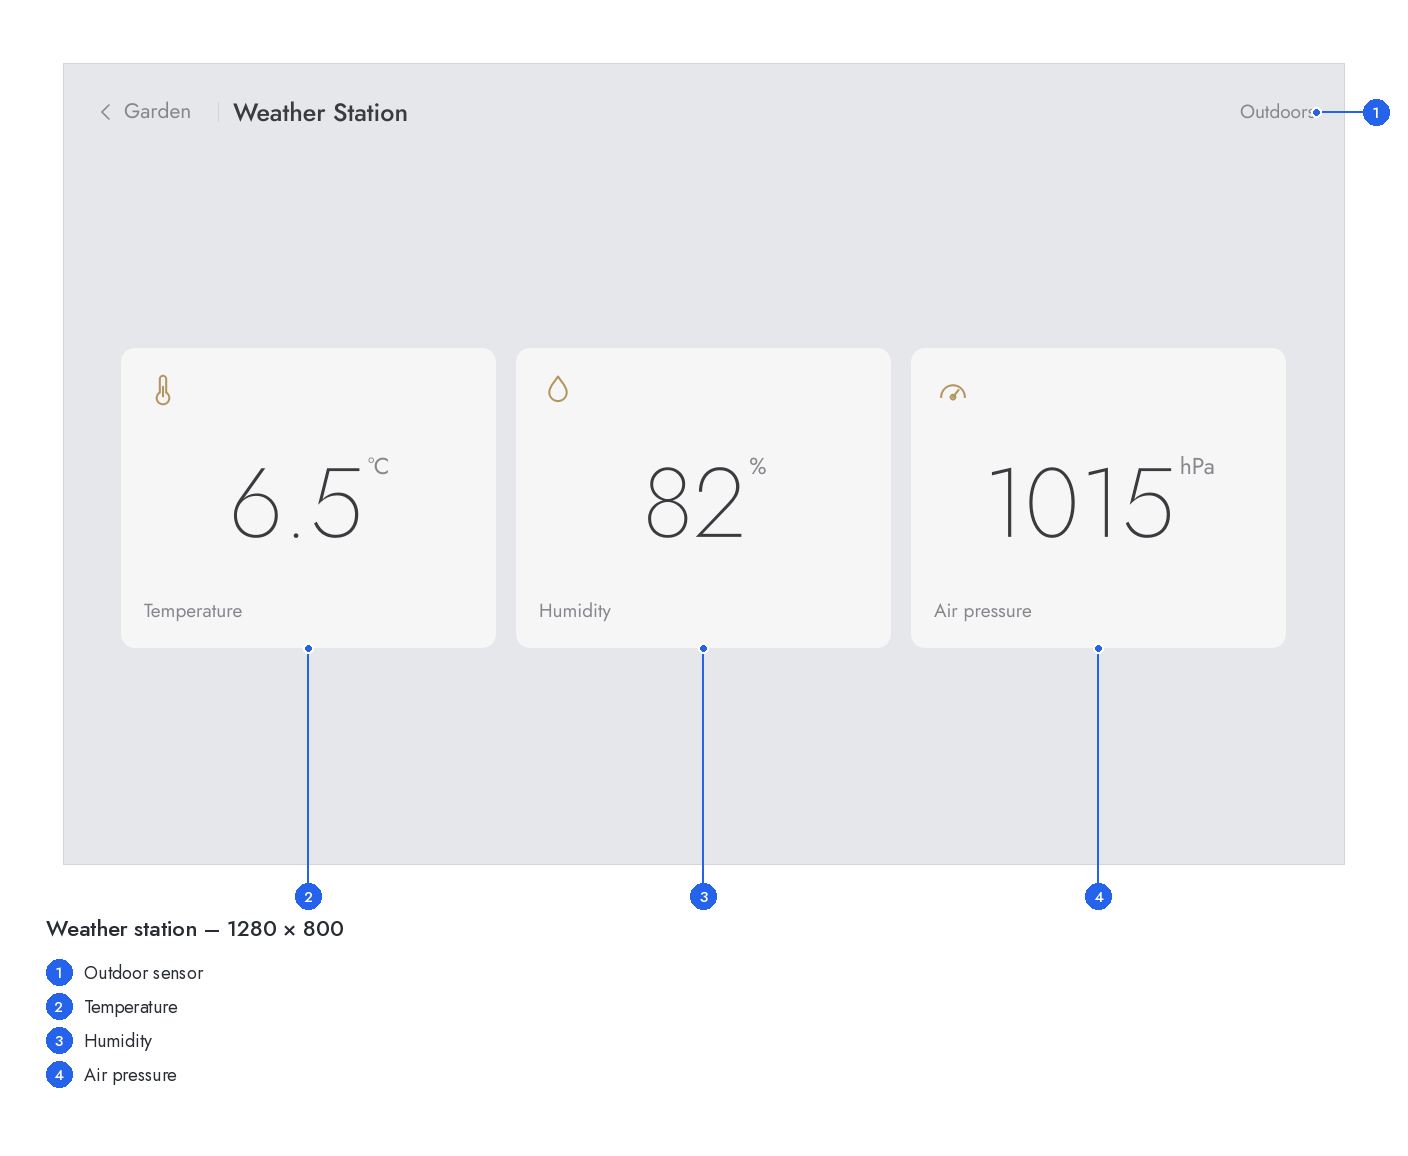 Garden
Weather Station
Outdoors
1
6.5 °C
82 %
1015 hPa
Temperature
Humidity
Air pressure
2
3
4
Weather station – 1280 × 800
1 Outdoor sensor
2 Temperature
3 Humidity
4 Air pressure